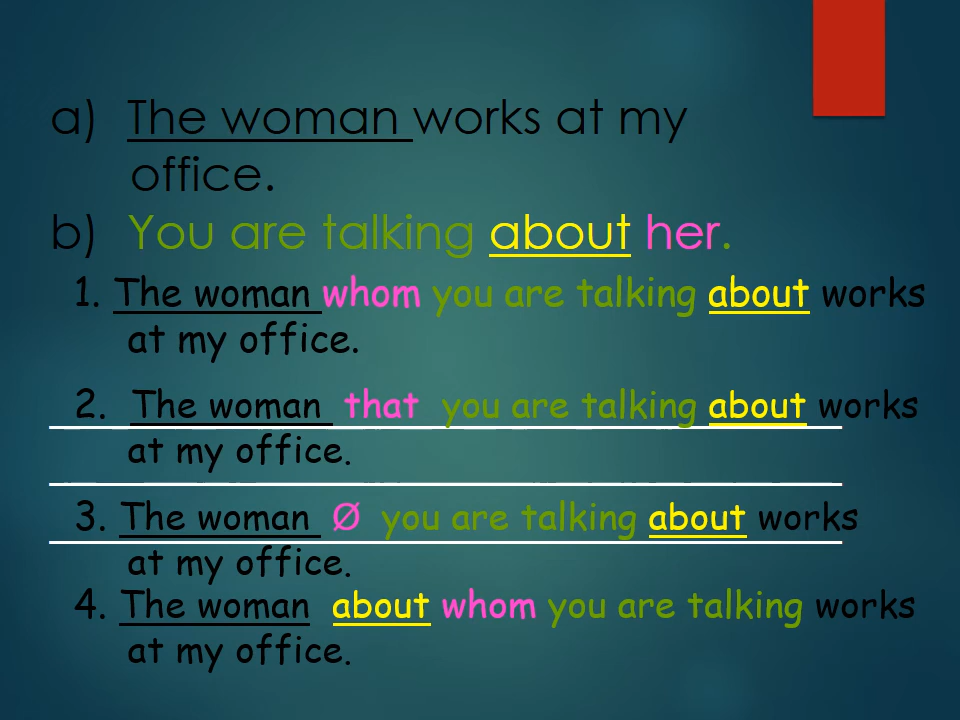 a) The woman works at my
office.
b) You are talking about her.
1. The woman whom you are talking about works
at my office.
2. The woman that you are talking about works
at my office.
3. The woman Ø you are talking about works
at my office.
4. The woman about whom you are talking works
at my office.